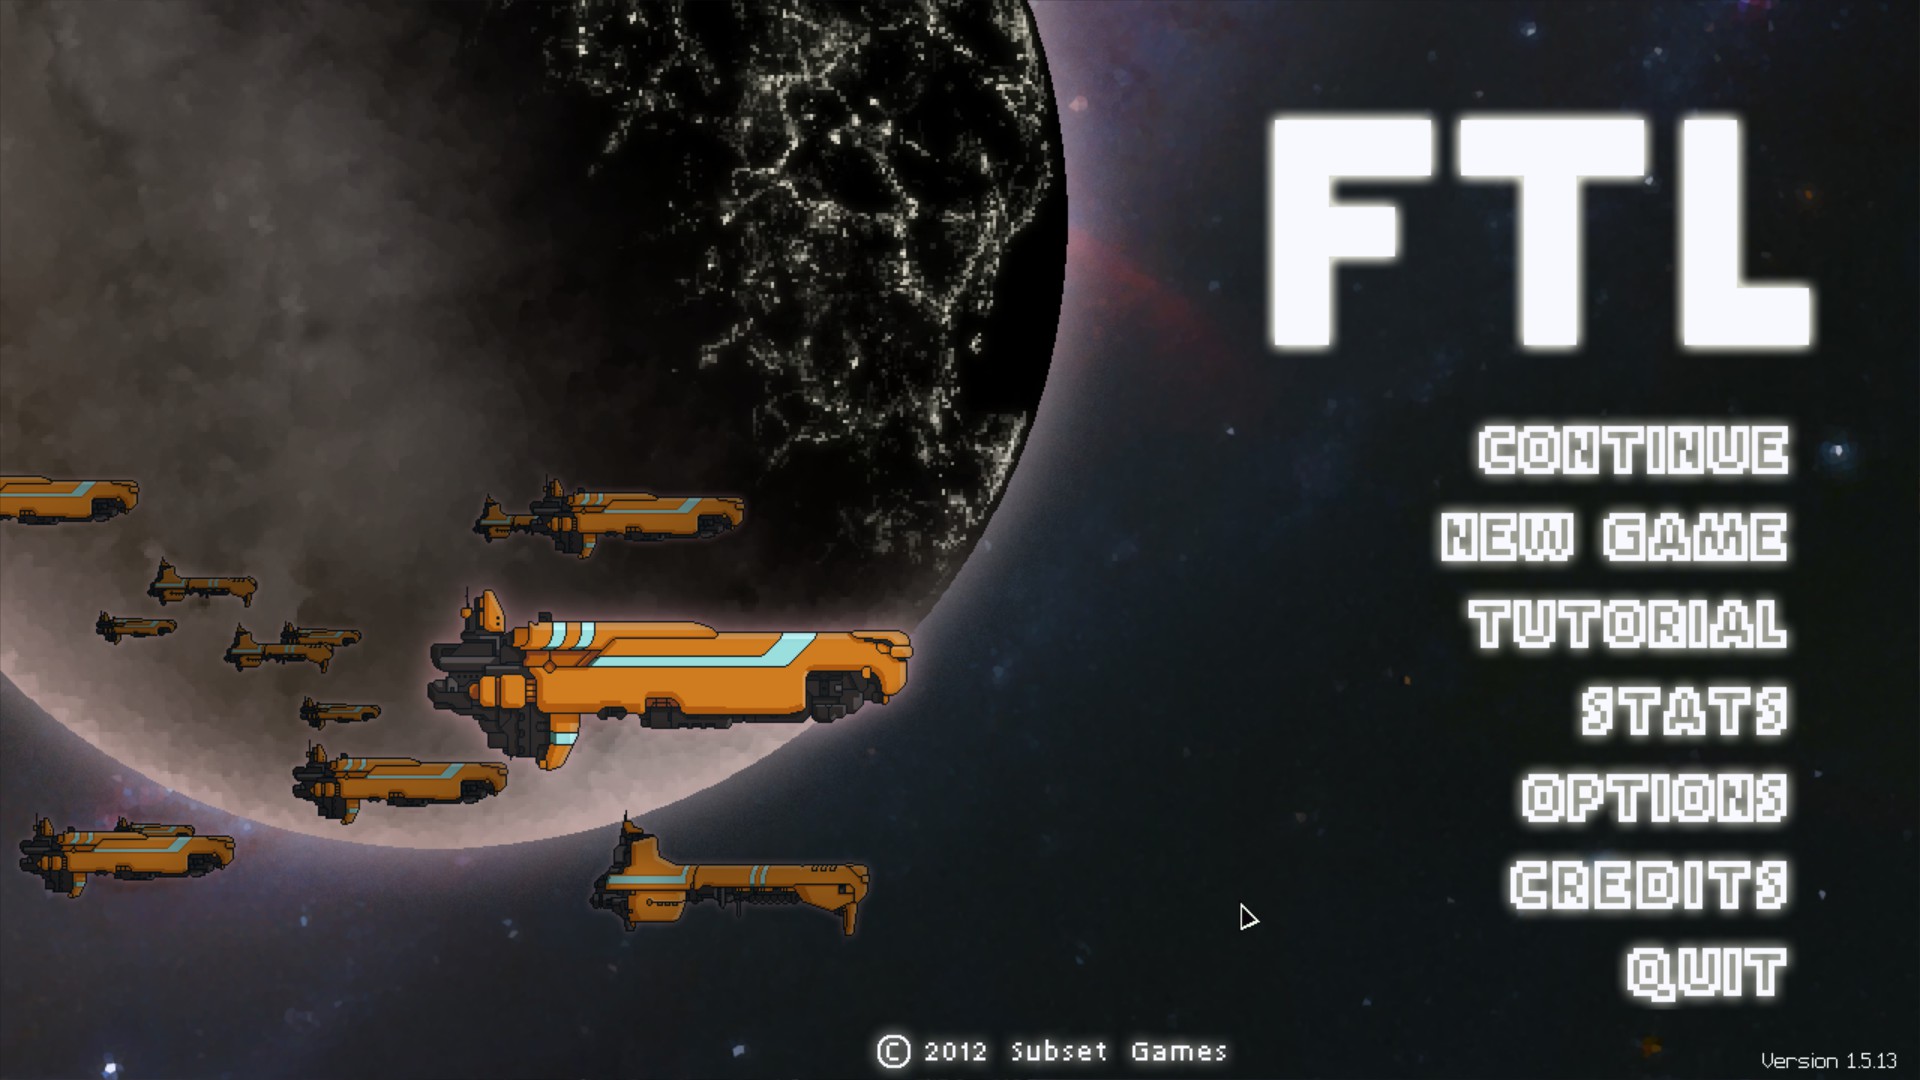 FTL
CONTINUE
NEW GAME
TUTORIAL
STATS
OPTIONS
CREDITS
QUIT
© 2012 Subset Games
Version 1.5.13